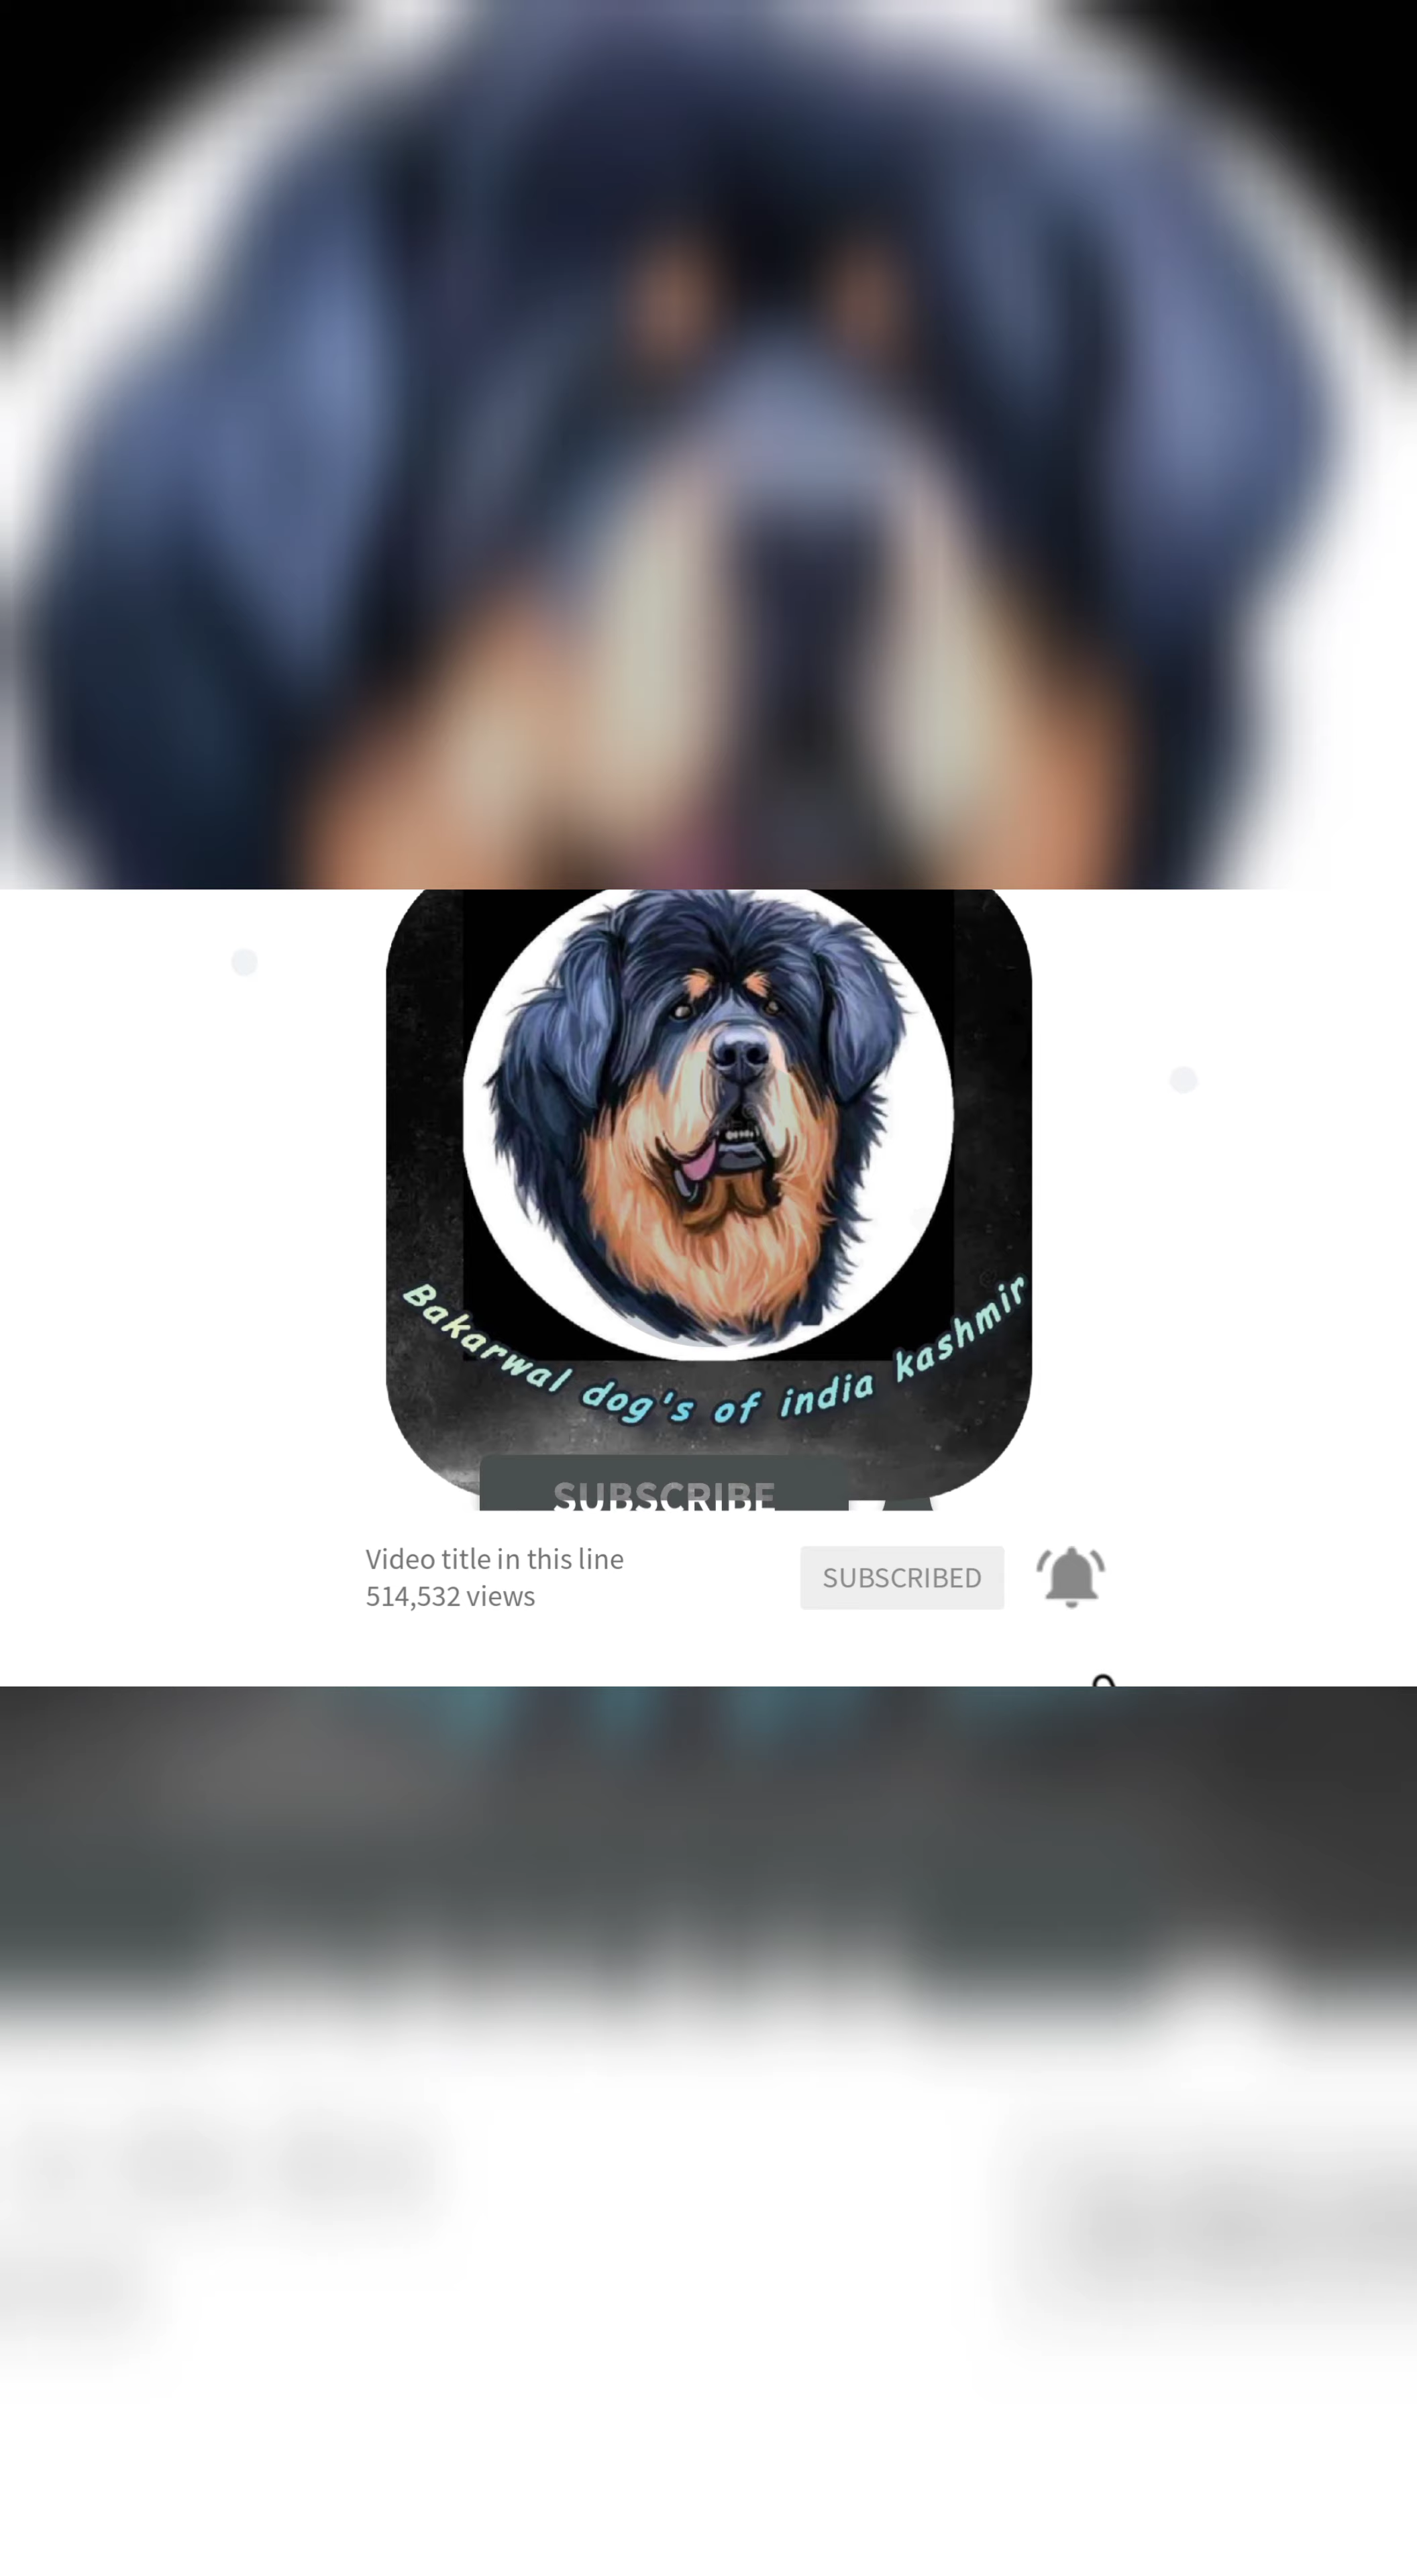 Bakarwal dog's of india kashmir
SUBSCRIBE
Video title in this line
514,532 views
SUBSCRIBED